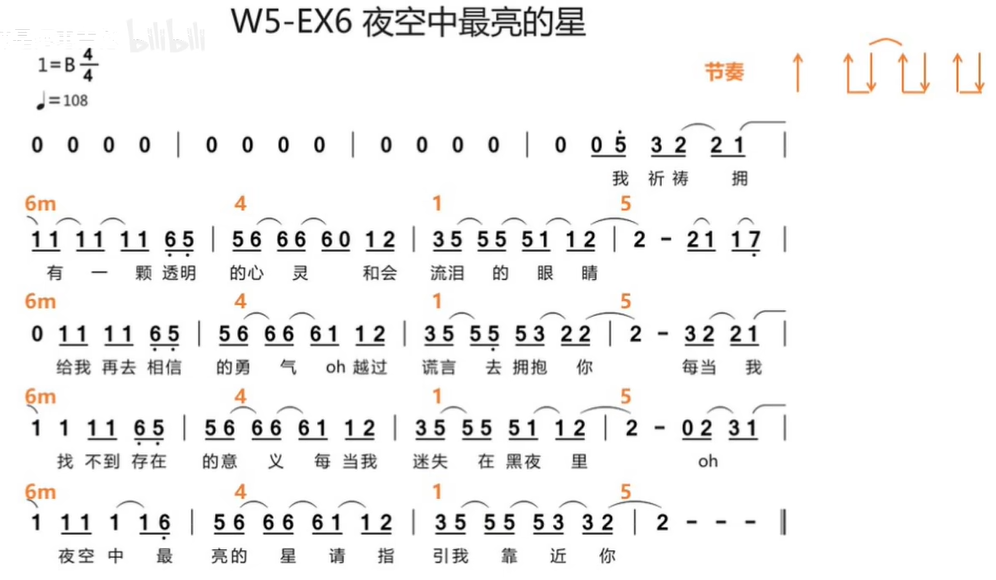 W5-EX6 夜空中最亮的星
bilibili
1=B 4/4
节奏
♩=108
0 0 0 0 | 0 0 0 0 | 0 0 0 0 | 0 05 32 21 |
我 祈祷 拥
6m 4 1 5
11 11 11 65 | 56 66 60 12 | 35 55 51 12 | 2 - 21 17 |
有 一 颗 透明 的心 灵 和会 流泪 的 眼 睛
6m 4 1 5
0 11 11 65 | 56 66 61 12 | 35 55 53 22 | 2 - 32 21 |
给我 再去 相信 的勇 气 oh 越过 谎言 去 拥抱 你 每当 我
6m 4 1 5
1 1 11 65 | 56 66 61 12 | 35 55 51 12 | 2 - 02 31 |
找 不到 存在 的意 义 每 当我 迷失 在 黑夜 里 oh
6m 4 1 5
1 11 1 16 | 56 66 61 12 | 35 55 53 32 | 2 - - - ‖
夜空 中 最 亮的 星 请 指 引我 靠 近 你